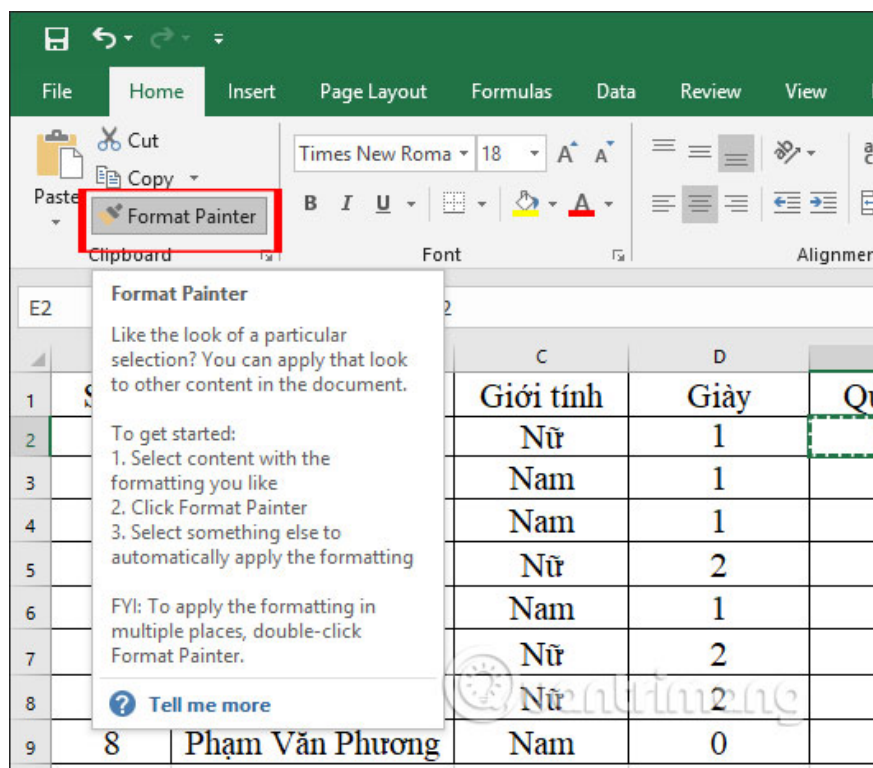 File Home Insert Page Layout Formulas Data Review View
Cut
Times New Roma 18 A A
Copy
Paste
Format Painter
B I U A
Clipboard Font
Format Painter
E2
Like the look of a particular
selection? You can apply that look
to other content in the document.
C D
1 Giới tính Giày
To get started:
2 Nữ 1
1. Select content with the
formatting you like
3 Nam 1
2. Click Format Painter
3. Select something else to
4 Nam 1
automatically apply the formatting
5 Nữ 2
FYI: To apply the formatting in
6 Nam 1
multiple places, double-click
Format Painter.
7 Nữ 2
Tell me more
8 Nữ 2
quantrimang
9 8 Phạm Văn Phương Nam 0